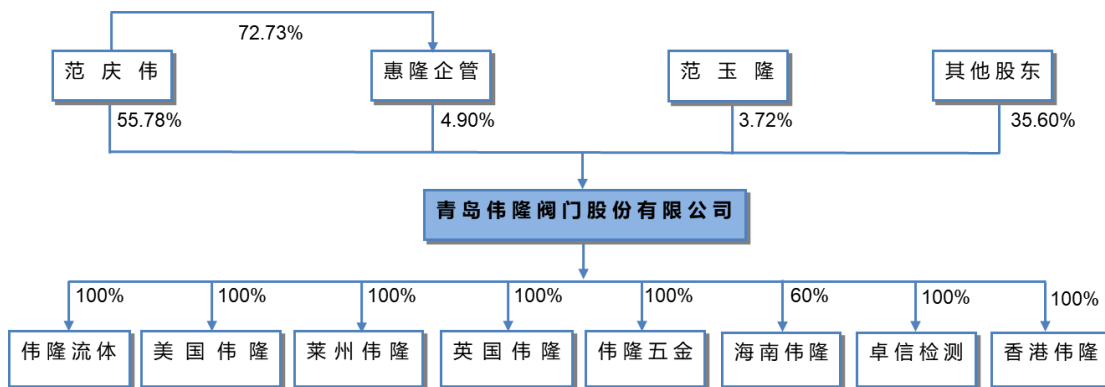 72.73%
范庆伟
惠隆企管
范玉隆
其他股东
55.78%
4.90%
3.72%
35.60%
青岛伟隆阀门股份有限公司
100%
100%
100%
100%
100%
60%
100%
100%
伟隆流体
美国伟隆
莱州伟隆
英国伟隆
伟隆五金
海南伟隆
卓信检测
香港伟隆